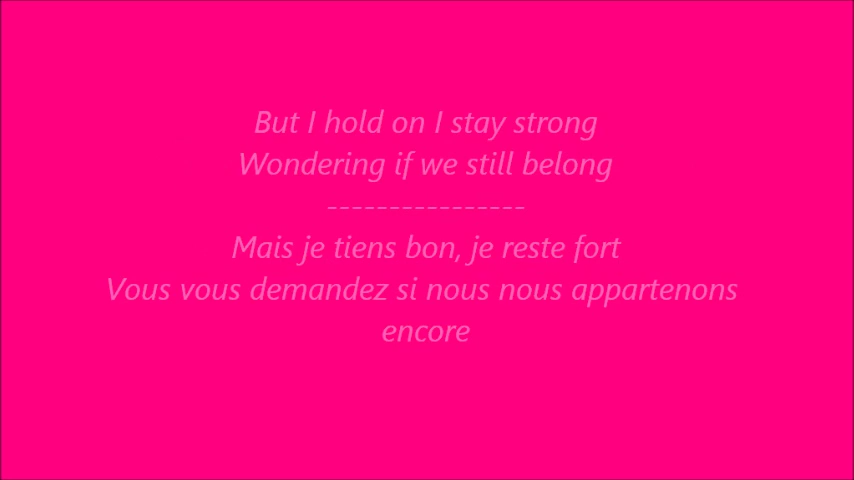 But I hold on I stay strong
Wondering if we still belong
----------------
Mais je tiens bon, je reste fort
Vous vous demandez si nous nous appartenons
encore